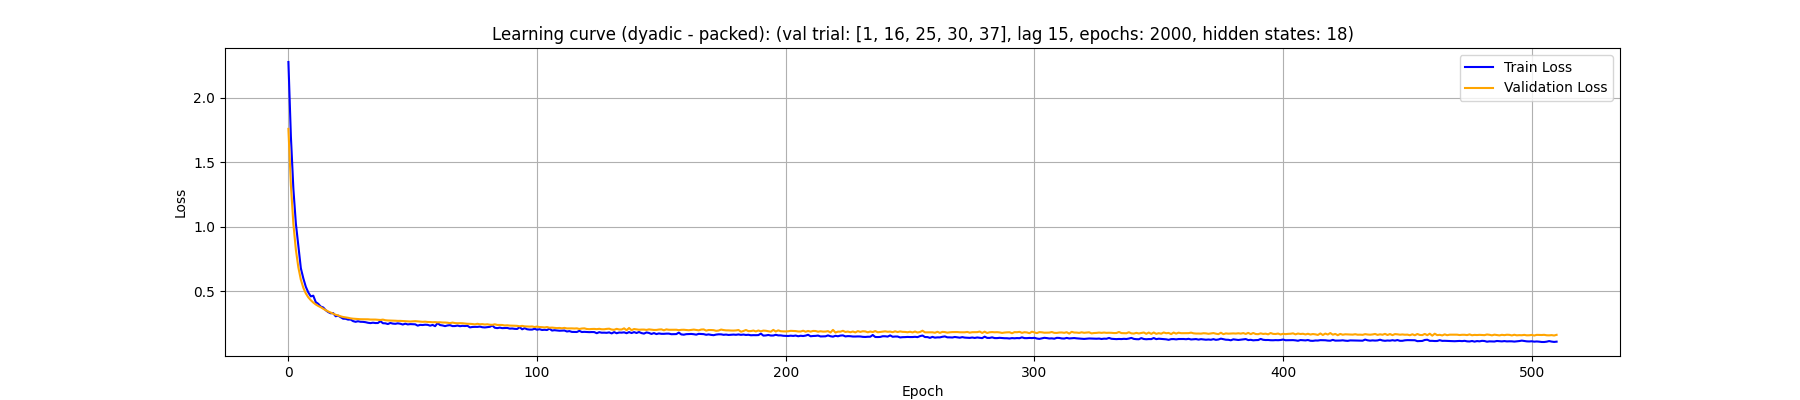 Learning curve (dyadic - packed): (val trial: [1, 16, 25, 30, 37], lag 15, epochs: 2000, hidden states: 18)
Train Loss
Validation Loss
2.0
1.5
1.0
0.5
Loss
0 100 200 300 400 500
Epoch